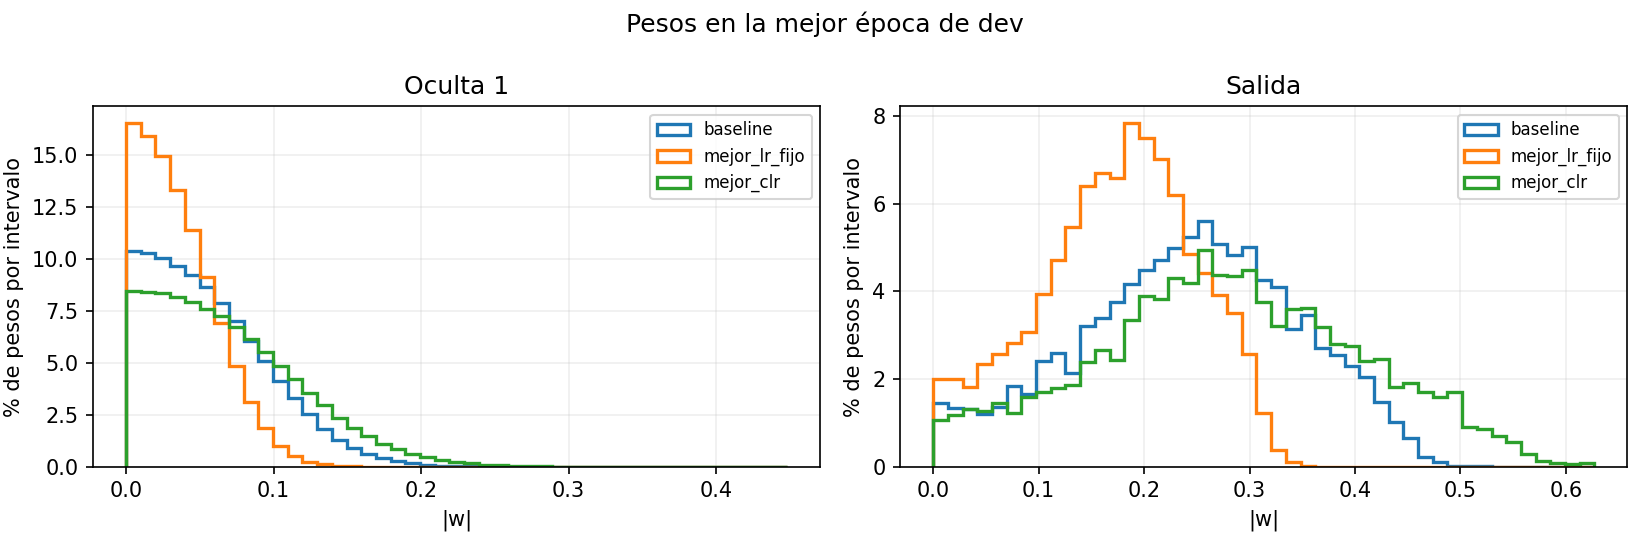 Pesos en la mejor época de dev
Oculta 1
% de pesos por intervalo
15.0
12.5
10.0
7.5
5.0
2.5
0.0
baseline
mejor_lr_fijo
mejor_clr
0.0 0.1 0.2 0.3 0.4
|w|
Salida
% de pesos por intervalo
8
6
4
2
0
baseline
mejor_lr_fijo
mejor_clr
0.0 0.1 0.2 0.3 0.4 0.5 0.6
|w|